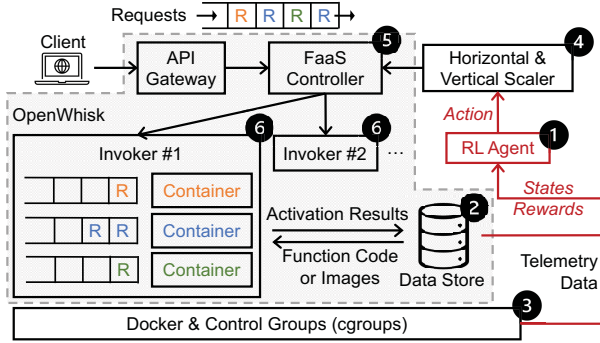 Requests
R R R R
Client
API
Gateway
FaaS
Controller
5
Horizontal &
Vertical Scaler
4
OpenWhisk
Action
RL Agent
1
States
Rewards
Invoker #1
6
Invoker #2
6
...
R
Container
R R
Container
R
Container
Activation Results
Function Code
or Images
2
Data Store
Telemetry
Data
Docker & Control Groups (cgroups)
3